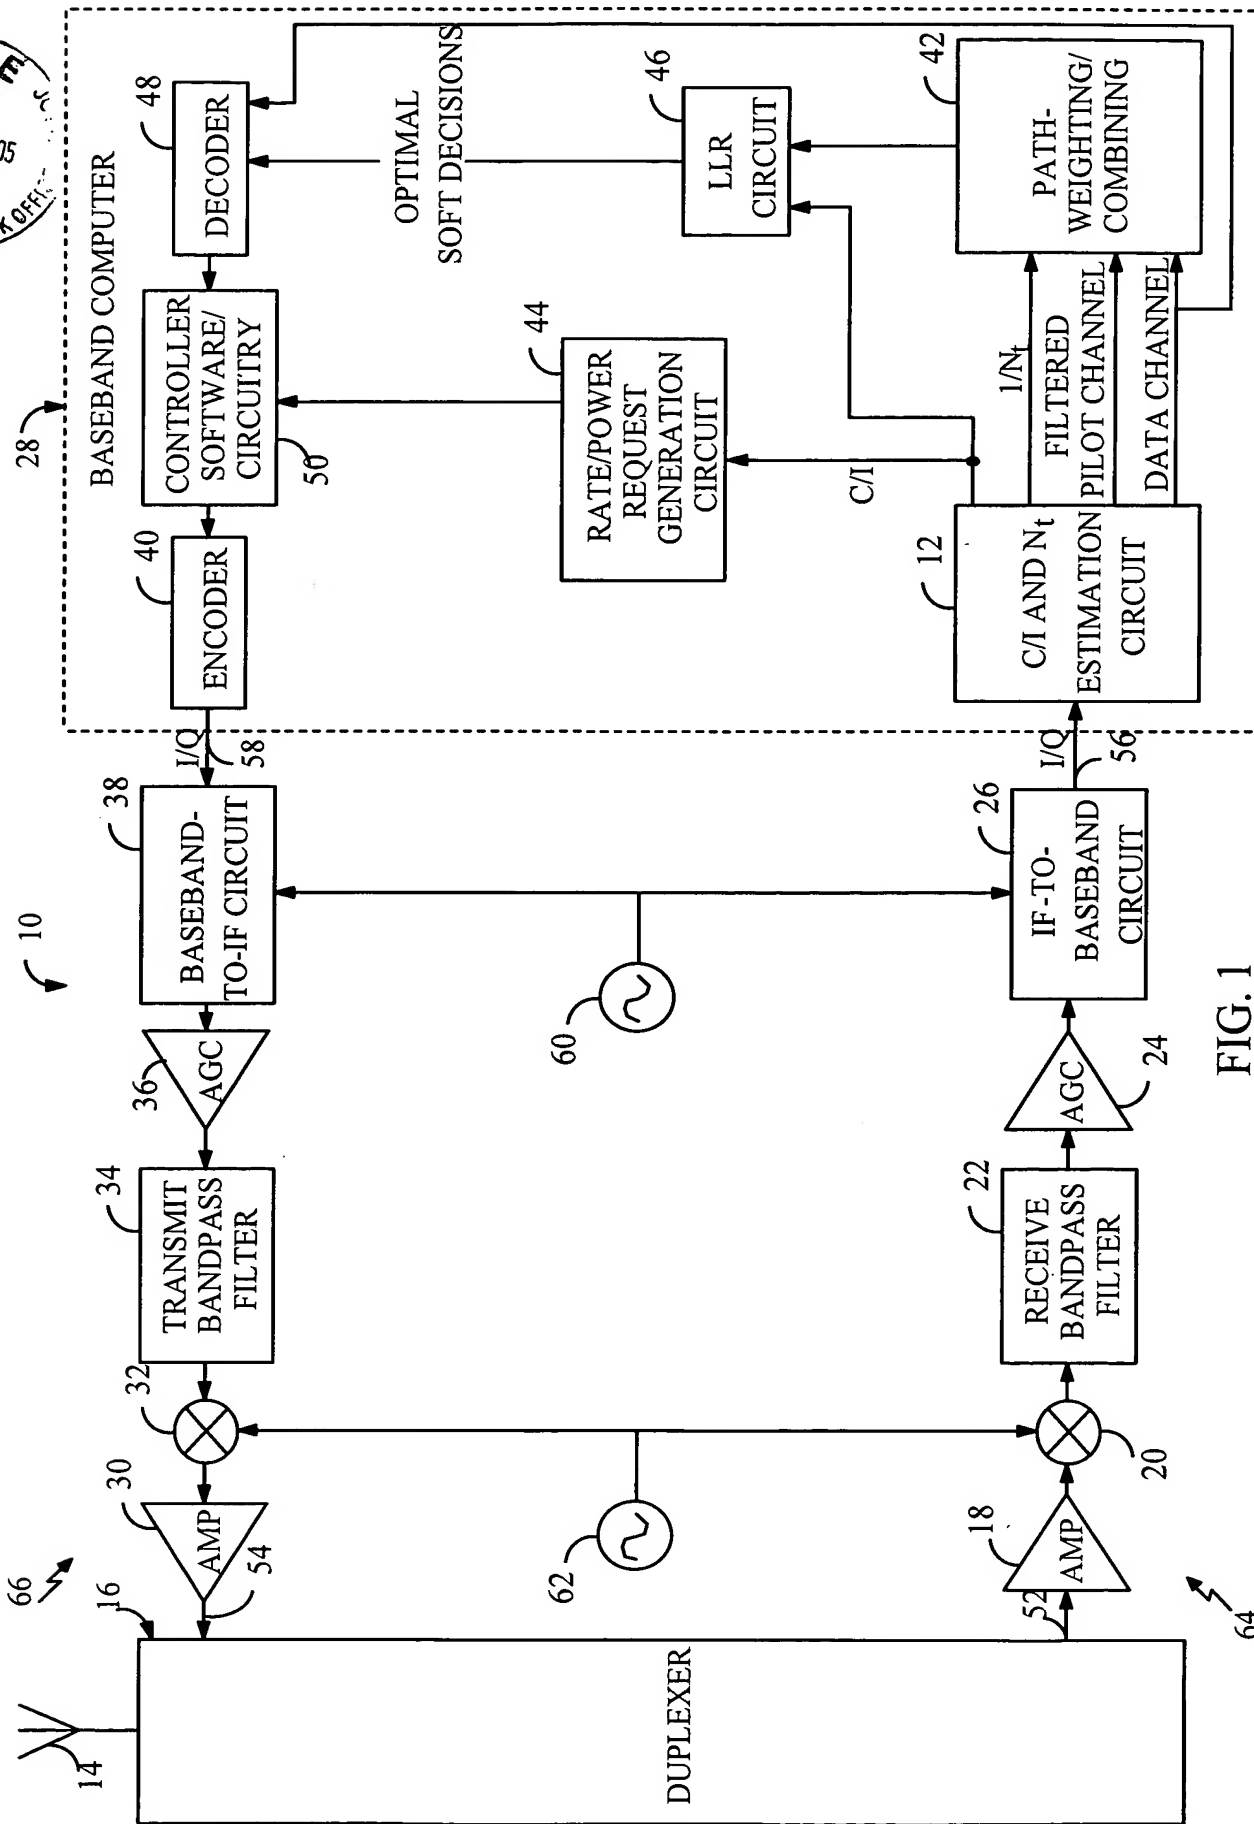 10
28
BASEBAND COMPUTER
14
DUPLEXER
16
66
54
AMP
30
32
TRANSMIT
BANDPASS
FILTER
34
AGC
36
BASEBAND-
TO-IF CIRCUIT
38
I/Q
58
ENCODER
40
CONTROLLER
SOFTWARE/
CIRCUITRY
50
DECODER
48
OPTIMAL
SOFT DECISIONS
62
60
RATE/POWER
REQUEST
GENERATION
CIRCUIT
44
LLR
CIRCUIT
46
C/I
64
52
AMP
18
20
RECEIVE
BANDPASS
FILTER
22
AGC
24
IF-TO-
BASEBAND
CIRCUIT
26
I/Q
56
C/I AND Nt
ESTIMATION
CIRCUIT
12
1/Nt
FILTERED
PILOT CHANNEL
DATA CHANNEL
PATH-
WEIGHTING/
COMBINING
42
FIG. 1
05